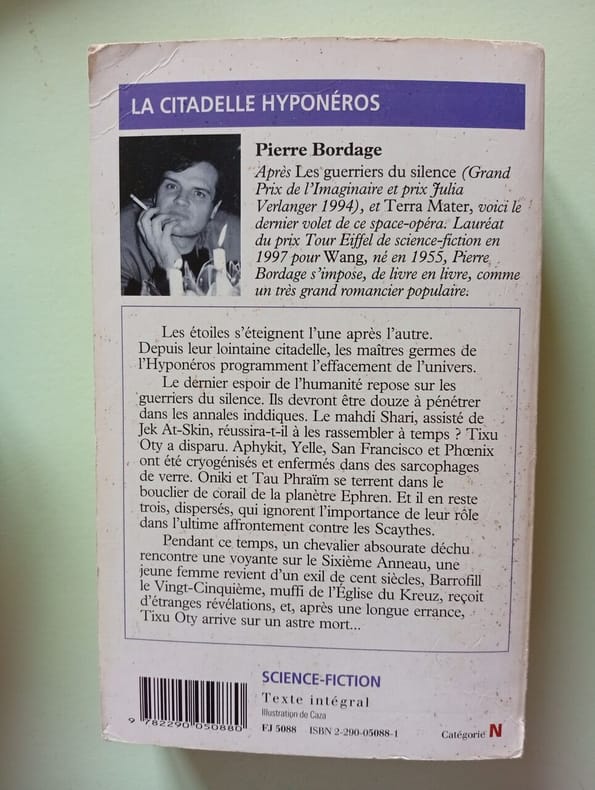 LA CITADELLE HYPONÉROS
Pierre Bordage
Après Les guerriers du silence (Grand
Prix de l'Imaginaire et prix Julia
Verlanger 1994), et Terra Mater, voici le
dernier volet de ce space-opéra. Lauréat
du prix Tour Eiffel de science-fiction en
1997 pour Wang, né en 1955, Pierre
Bordage s'impose, de livre en livre, comme
un très grand romancier populaire.
Les étoiles s'éteignent l'une après l'autre.
Depuis leur lointaine citadelle, les maîtres germes de
l'Hyponéros programment l'effacement de l'univers.
Le dernier espoir de l'humanité repose sur les
guerriers du silence. Ils devront être douze à pénétrer
dans les annales inddiques. Le mahdi Shari, assisté de
Jek At-Skin, réussira-t-il à les rassembler à temps ? Tixu
Oty a disparu. Aphykit, Yelle, San Francisco et Phœnix
ont été cryogénisés et enfermés dans des sarcophages
de verre. Oniki et Tau Phraïm se terrent dans le
bouclier de corail de la planète Ephren. Et il en reste
trois, dispersés, qui ignorent l'importance de leur rôle
dans l'ultime affrontement contre les Scaythes.
Pendant ce temps, un chevalier absourate déchu
rencontre une voyante sur le Sixième Anneau, une
jeune femme revient d'un exil de cent siècles, Barrofill
le Vingt-Cinquième, muffi de l'Église du Kreuz, reçoit
d'étranges révélations, et, après une longue errance,
Tixu Oty arrive sur un astre mort...
SCIENCE-FICTION
Texte intégral
Illustration de Caza
FJ 5088 ISBN 2-290-05088-1
Catégorie N
9 782290 050880